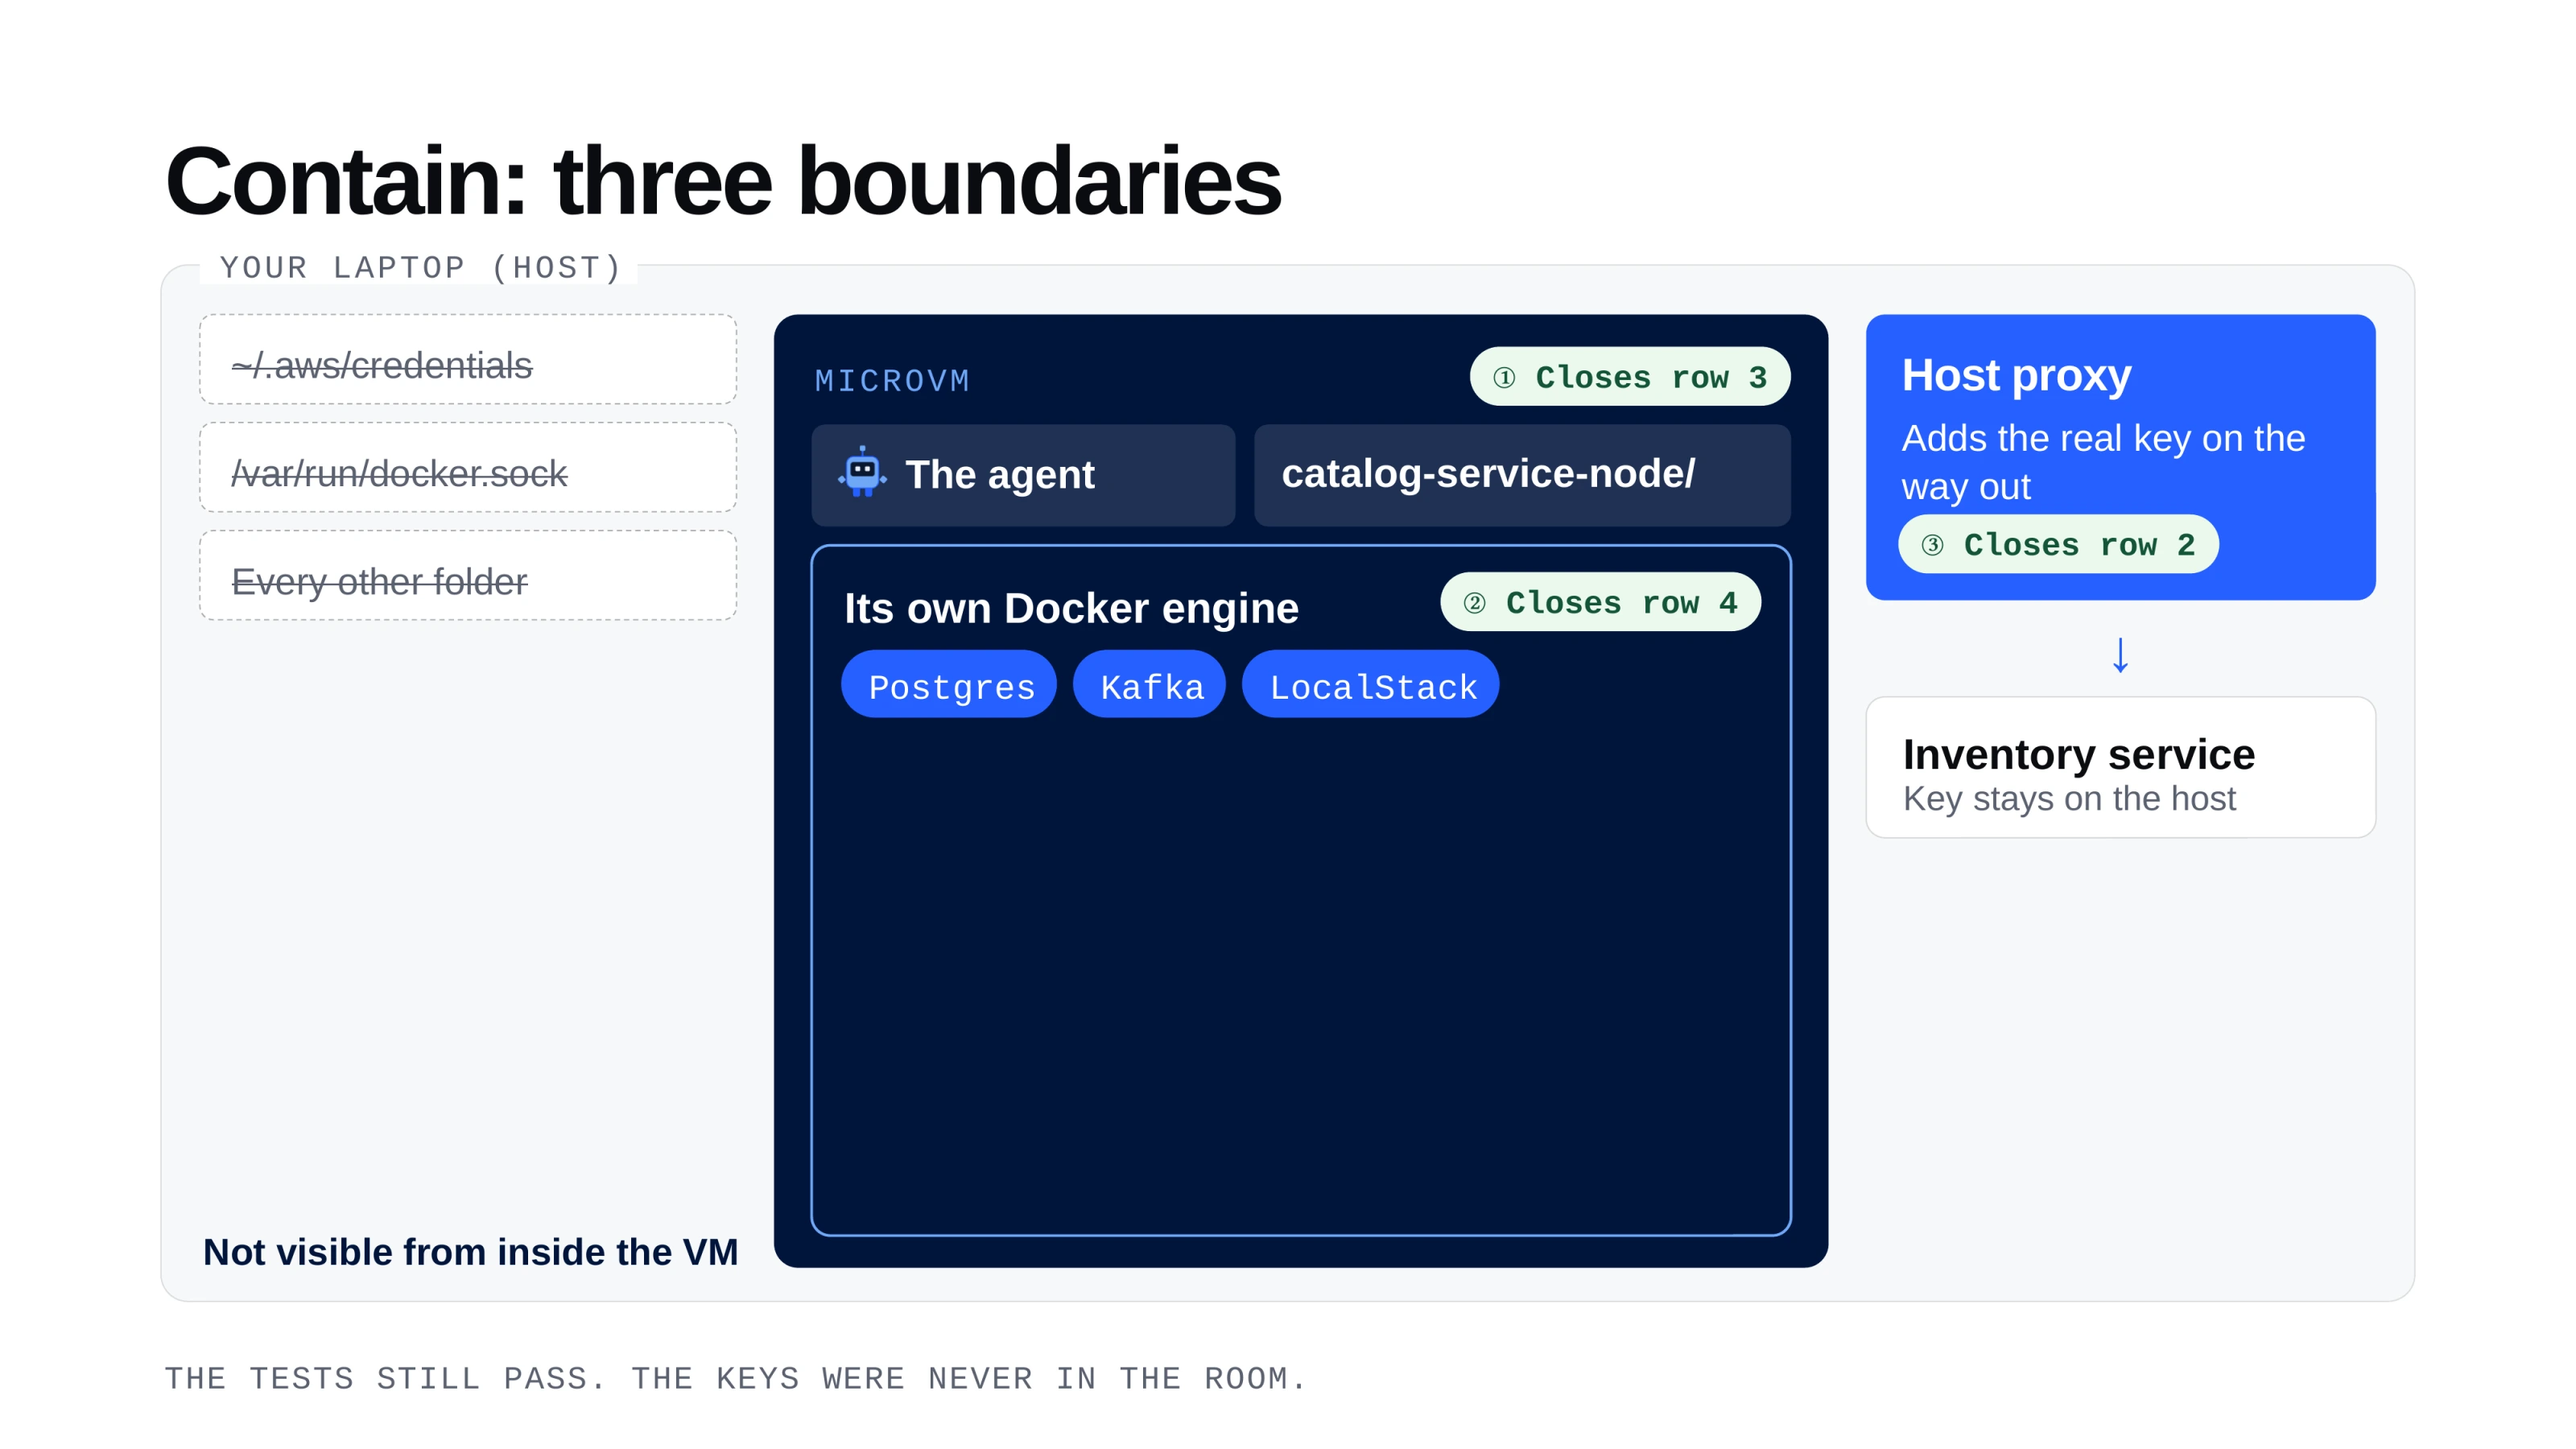 Contain: three boundaries
YOUR LAPTOP (HOST)
~/.aws/credentials
/var/run/docker.sock
Every other folder
Not visible from inside the VM
MICROVM
① Closes row 3
The agent
catalog-service-node/
Its own Docker engine
② Closes row 4
Postgres
Kafka
LocalStack
Host proxy
Adds the real key on the
way out
③ Closes row 2
↓
Inventory service
Key stays on the host
THE TESTS STILL PASS. THE KEYS WERE NEVER IN THE ROOM.